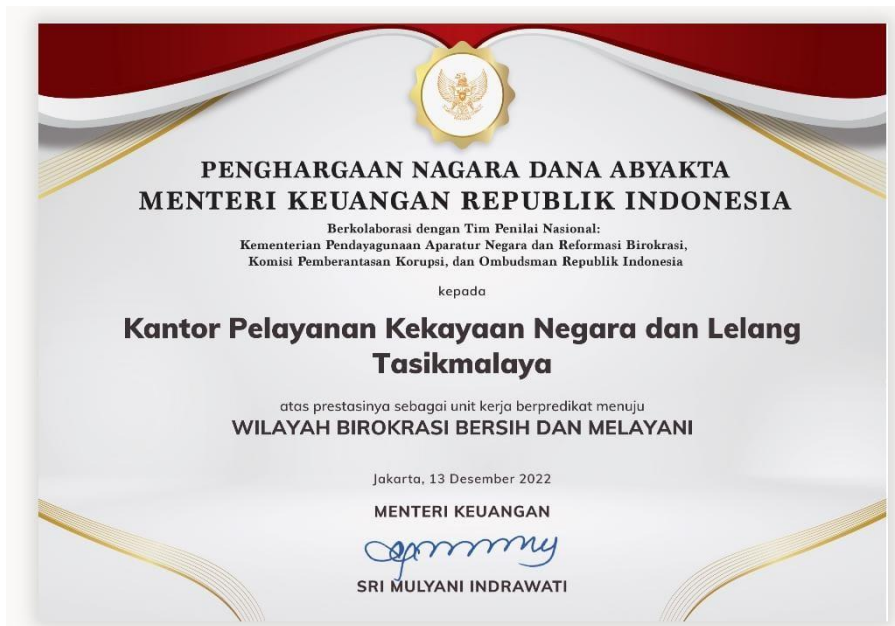 PENGHARGAAN NAGARA DANA ABYAKTA
MENTERI KEUANGAN REPUBLIK INDONESIA
Berkolaborasi dengan Tim Penilai Nasional:
Kementerian Pendayagunaan Aparatur Negara dan Reformasi Birokrasi,
Komisi Pemberantasan Korupsi, dan Ombudsman Republik Indonesia
kepada
Kantor Pelayanan Kekayaan Negara dan Lelang
Tasikmalaya
atas prestasinya sebagai unit kerja berpredikat menuju
WILAYAH BIROKRASI BERSIH DAN MELAYANI
Jakarta, 13 Desember 2022
MENTERI KEUANGAN
SRI MULYANI INDRAWATI